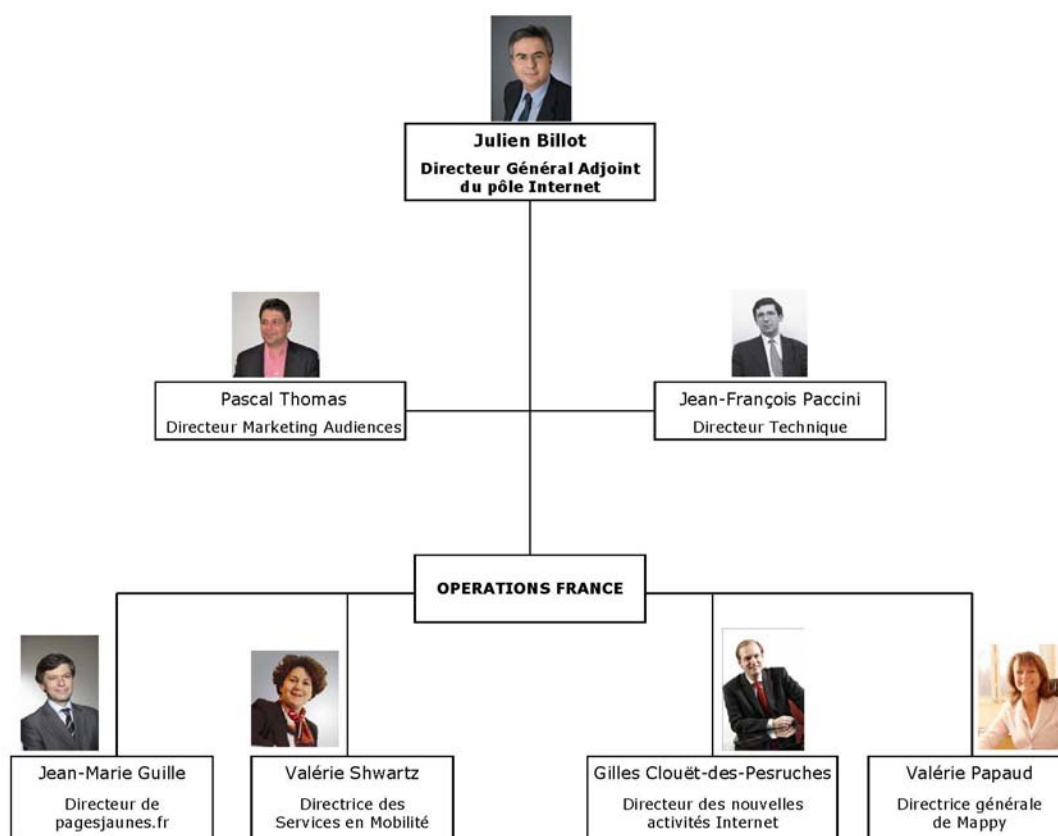 Julien Billot
Directeur Général Adjoint
du pôle Internet
Pascal Thomas
Directeur Marketing Audiences
Jean-François Paccini
Directeur Technique
OPERATIONS FRANCE
Jean-Marie Guille
Directeur de
pagesjaunes.fr
Valérie Shwartz
Directrice des
Services en Mobilité
Gilles Clouët-des-Pesruches
Directeur des nouvelles
activités Internet
Valérie Papaud
Directrice générale
de Mappy